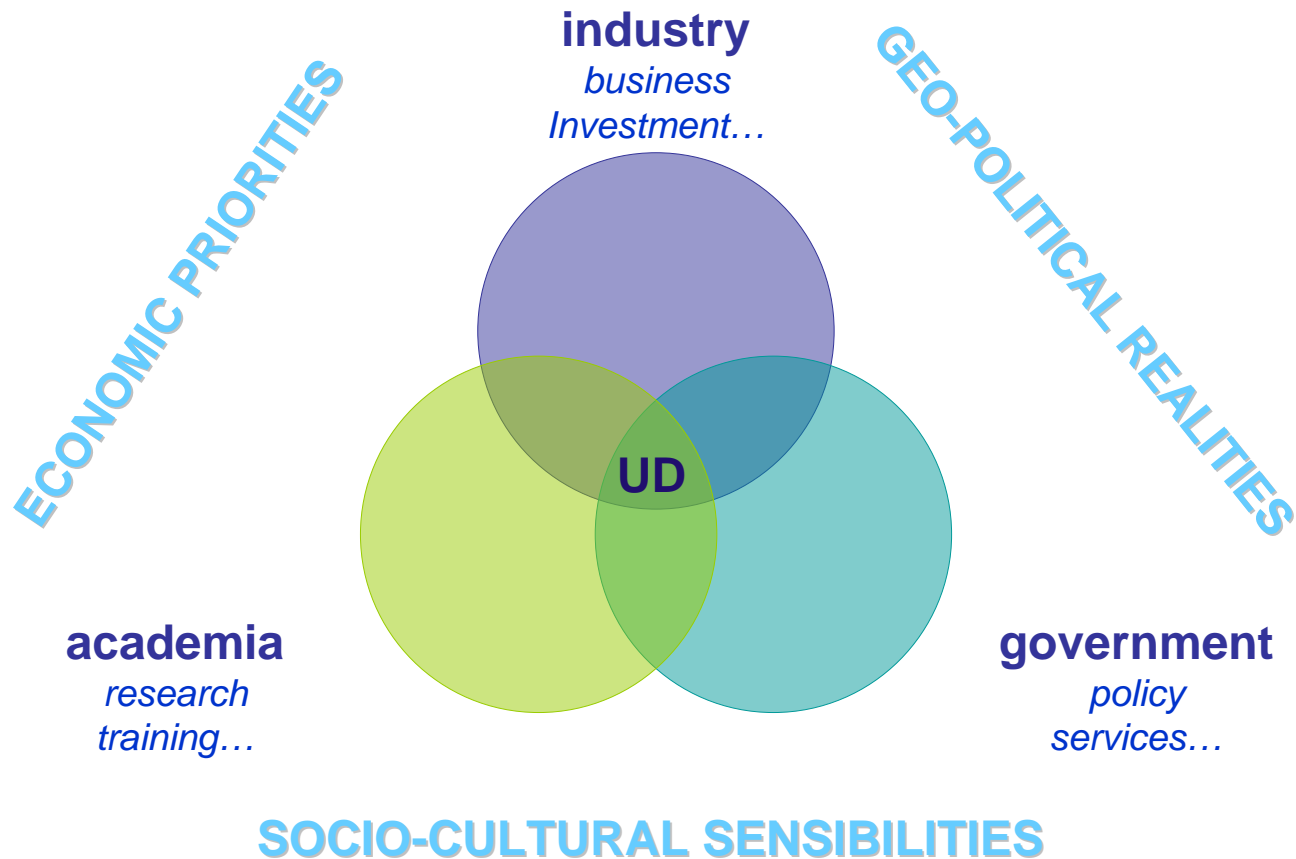 industry
business
Investment…
ECONOMIC PRIORITIES
GEO-POLITICAL REALITIES
UD
academia
research
training…
government
policy
services…
SOCIO-CULTURAL SENSIBILITIES